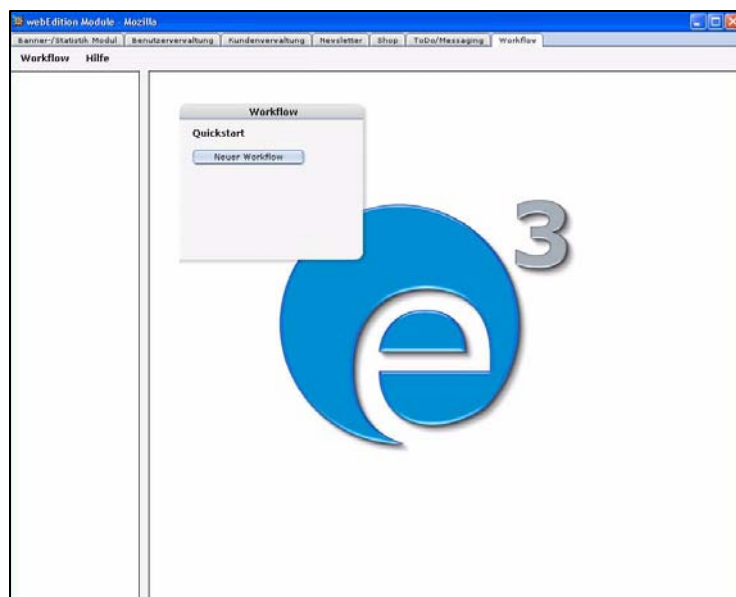 webEdition Module - Mozilla
Banner-/Statistik Modul Benutzerverwaltung Kundenverwaltung Newsletter Shop ToDo/Messaging Workflow
Workflow Hilfe
Workflow
Quickstart
Neuer Workflow
e 3